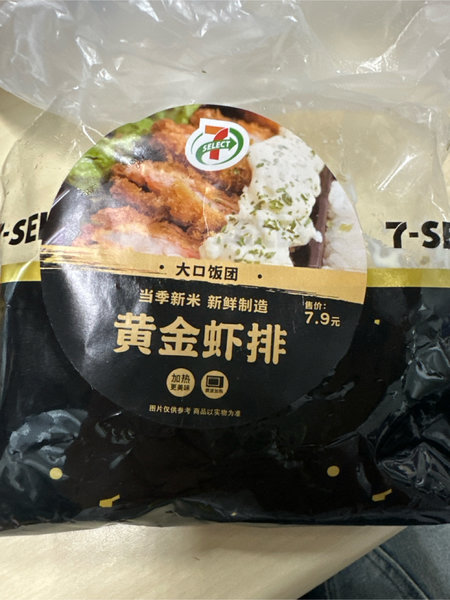 7
SELECT
7-SE
7-SE
· 大口饭团 ·
当季新米 新鲜制造
售价：
7.9元
黄金虾排
加热
更美味
图片仅供参考 商品以实物为准